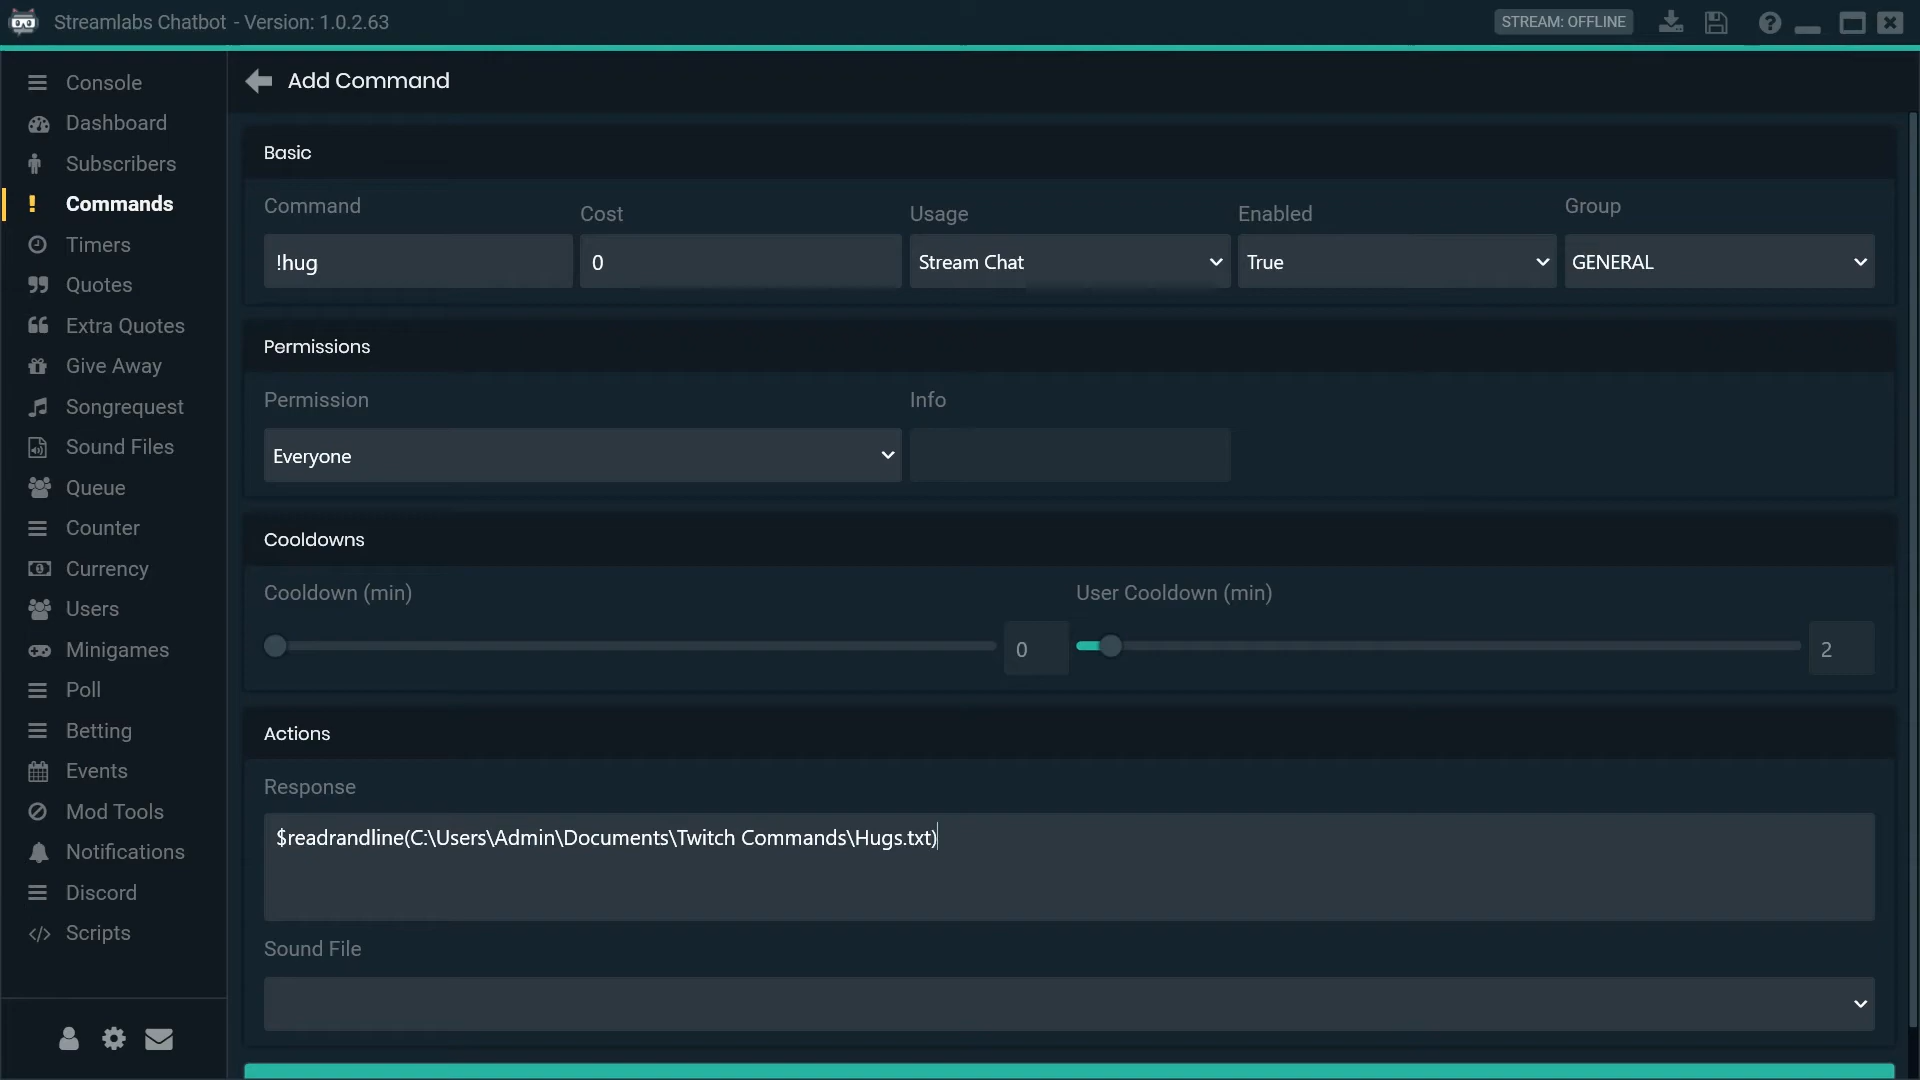 Streamlabs Chatbot - Version: 1.0.2.63
STREAM: OFFLINE
Console
Dashboard
Subscribers
Commands
Timers
Quotes
Extra Quotes
Give Away
Songrequest
Sound Files
Queue
Counter
Currency
Users
Minigames
Poll
Betting
Events
Mod Tools
Notifications
Discord
Scripts
Add Command
Basic
Command Cost Usage Enabled Group
!hug 0 Stream Chat True GENERAL
Permissions
Permission Info
Everyone
Cooldowns
Cooldown (min) User Cooldown (min)
0 2
Actions
Response
$readrandline(C:\Users\Admin\Documents\Twitch Commands\Hugs.txt)
Sound File